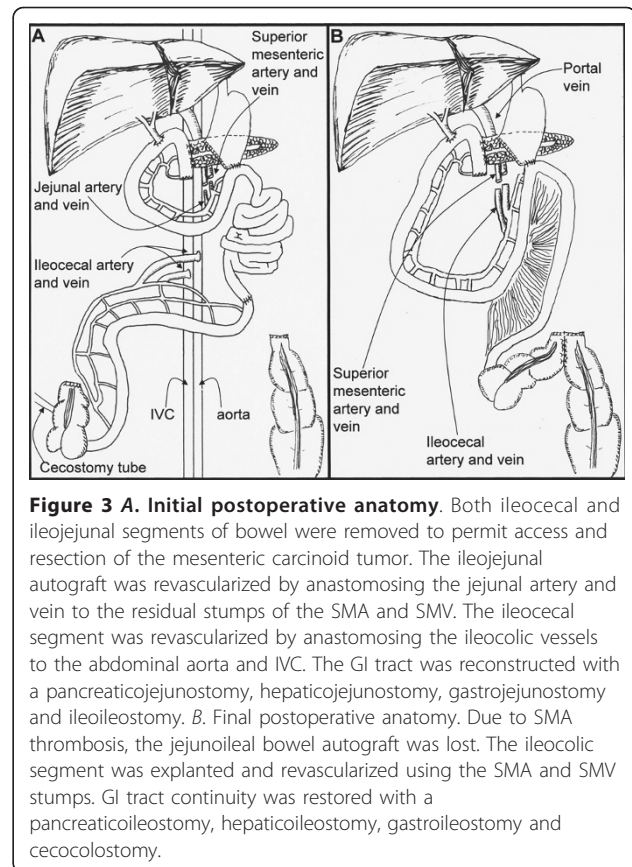 A
Superior
mesenteric
artery and
vein
Jejunal artery
and vein
Ileocecal artery
and vein
IVC
aorta
Cecostomy tube
B
Portal
vein
Superior
mesenteric
artery and
vein
Ileocecal
artery and vein
Figure 3 A. Initial postoperative anatomy. Both ileocecal and
ileojejunal segments of bowel were removed to permit access and
resection of the mesenteric carcinoid tumor. The ileojejunal
autograft was revascularized by anastomosing the jejunal artery and
vein to the residual stumps of the SMA and SMV. The ileocecal
segment was revascularized by anastomosing the ileocolic vessels
to the abdominal aorta and IVC. The GI tract was reconstructed with
a pancreaticojejunostomy, hepaticojejunostomy, gastrojejunostomy
and ileoileostomy. B. Final postoperative anatomy. Due to SMA
thrombosis, the jejunoileal bowel autograft was lost. The ileocolic
segment was explanted and revascularized using the SMA and SMV
stumps. GI tract continuity was restored with a
pancreaticoileostomy, hepaticoileostomy, gastroileostomy and
cecocolostomy.